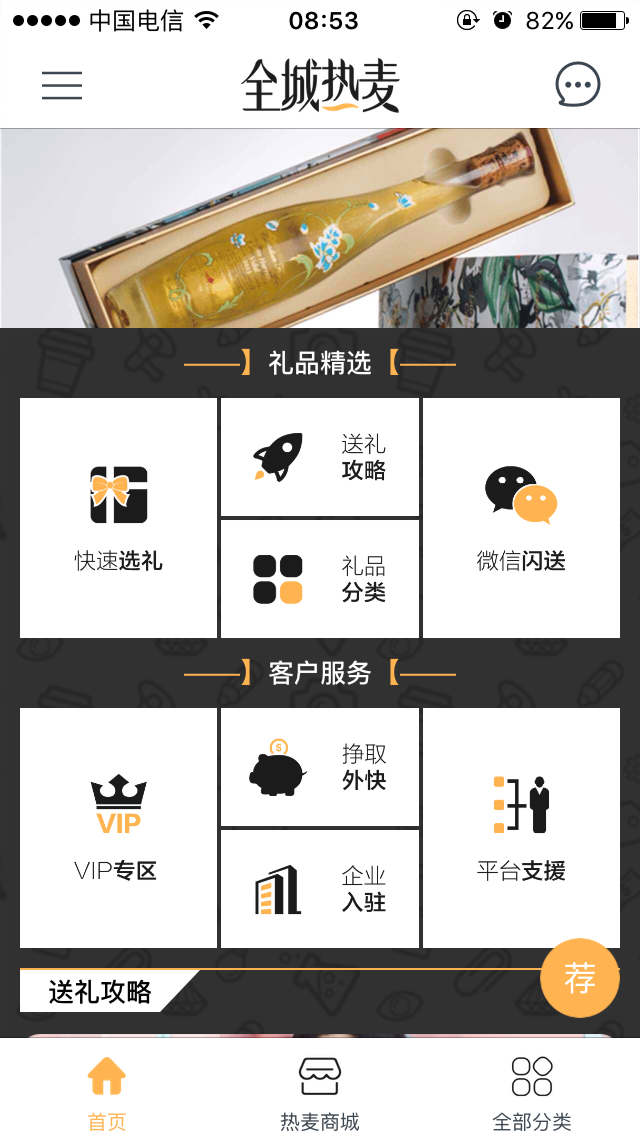 中国电信 08:53 82%
全城热麦
】礼品精选【
快速选礼
送礼
攻略
礼品
分类
微信闪送
】客户服务【
VIP
VIP专区
挣取
外快
企业
入驻
平台支援
送礼攻略
荐
首页 热麦商城 全部分类